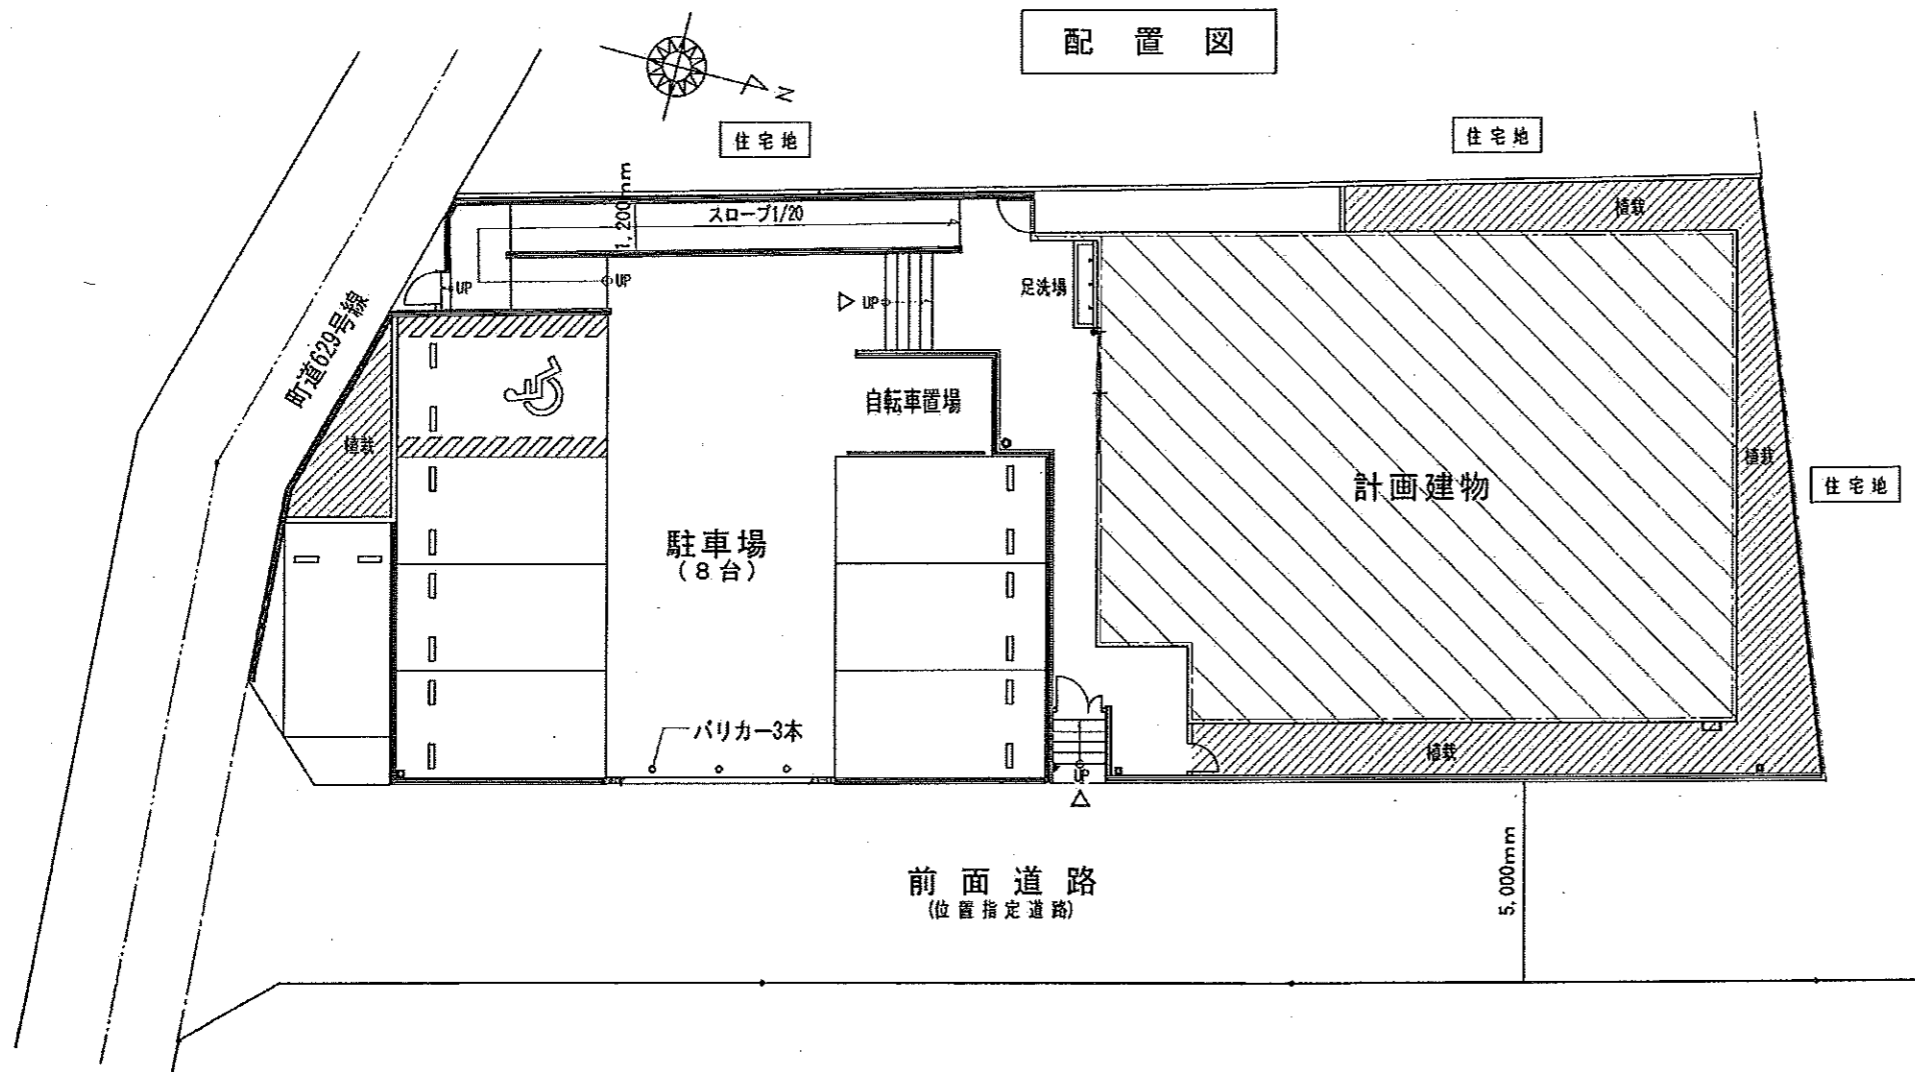 配置図
N
住宅地
住宅地
1,200mm
スロープ1/20
植栽
UP
UP
UP
足洗場
町道629号線
自転車置場
植栽
計画建物
植栽
住宅地
駐車場
(8台)
バリカー3本
植栽
UP
前面道路
(位置指定道路)
5,000mm